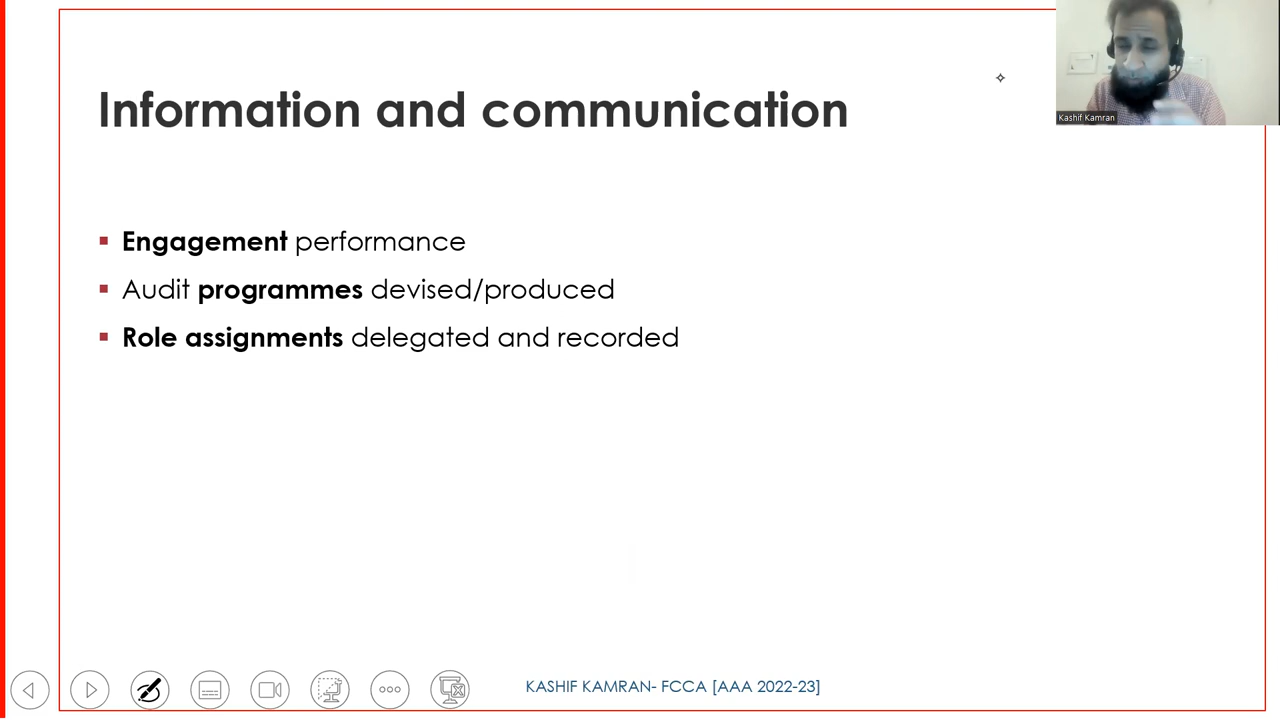 Information and communication
Kashif Kamran
Engagement performance
Audit programmes devised/produced
Role assignments delegated and recorded
KASHIF KAMRAN- FCCA [AAA 2022-23]